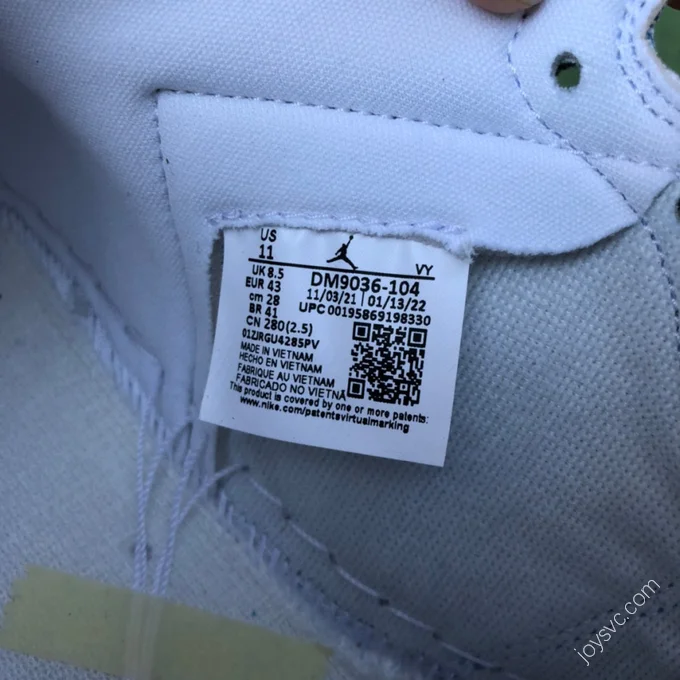 US
11
VY
UK 8.5
EUR 43
cm 28
BR 41
CN 280(2.5)
DM9036-104
11/03/21 | 01/13/22
UPC 00195869198330
01ZJRGU4285PV
MADE IN VIETNAM
HECHO EN VIETNAM
FABRIQUE AU VIETNAM
FABRICADO NO VIETNA
This product is covered by one or more patents:
www.nike.com/patentsvirtualmarking
joysvc.com